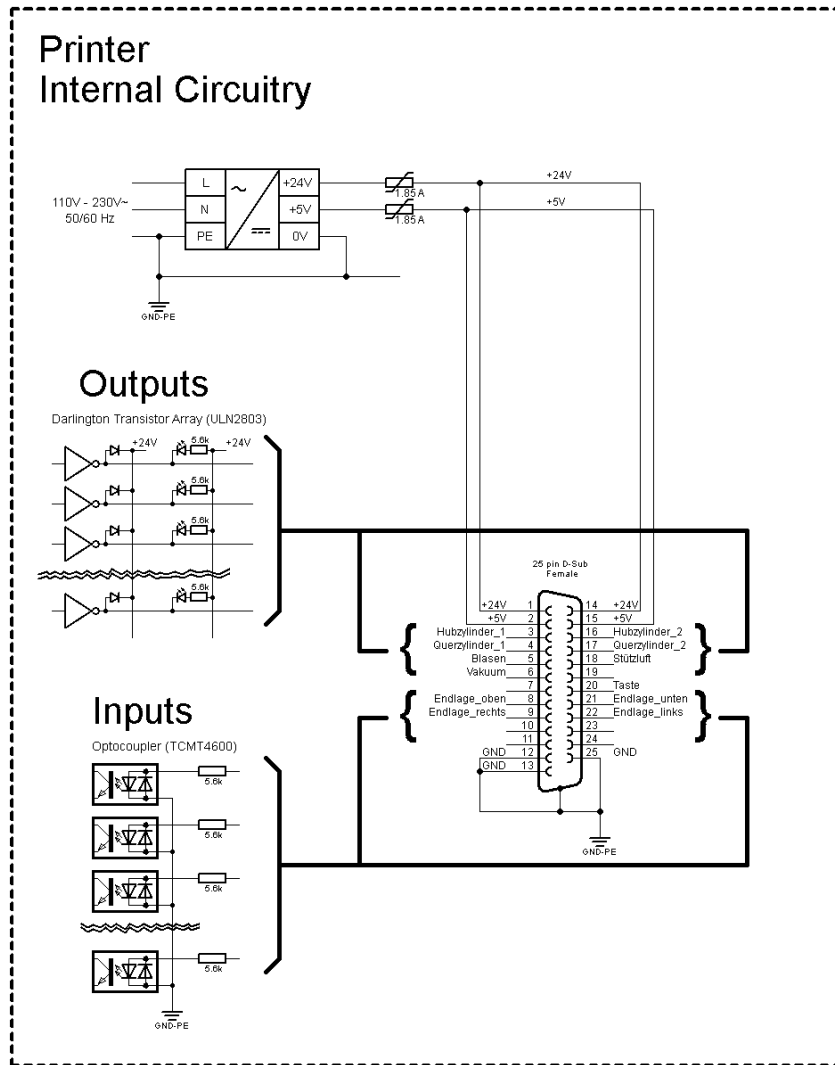 Printer
Internal Circuitry
110V - 230V~
50/60 Hz
L
N
PE
+24V
+5V
0V
1.85A
1.85A
+24V
+5V
GND-PE
Outputs
Darlington Transistor Array (ULN2803)
+24V
+24V
5.6k
5.6k
5.6k
5.6k
25 pin D-Sub
Female
+24V 1 14 +24V
+5V 2 15 +5V
Hubzylinder_1 3 16 Hubzylinder_2
Querzylinder_1 4 17 Querzylinder_2
Blasen 5 18 Stützluft
Vakuum 6 19
7 20 Taste
Endlage_oben 8 21 Endlage_unten
Endlage_rechts 9 22 Endlage_links
10 23
11 24
GND 12 25 GND
GND 13
GND-PE
Inputs
Optocoupler (TCMT4600)
5.6k
5.6k
5.6k
5.6k
GND-PE